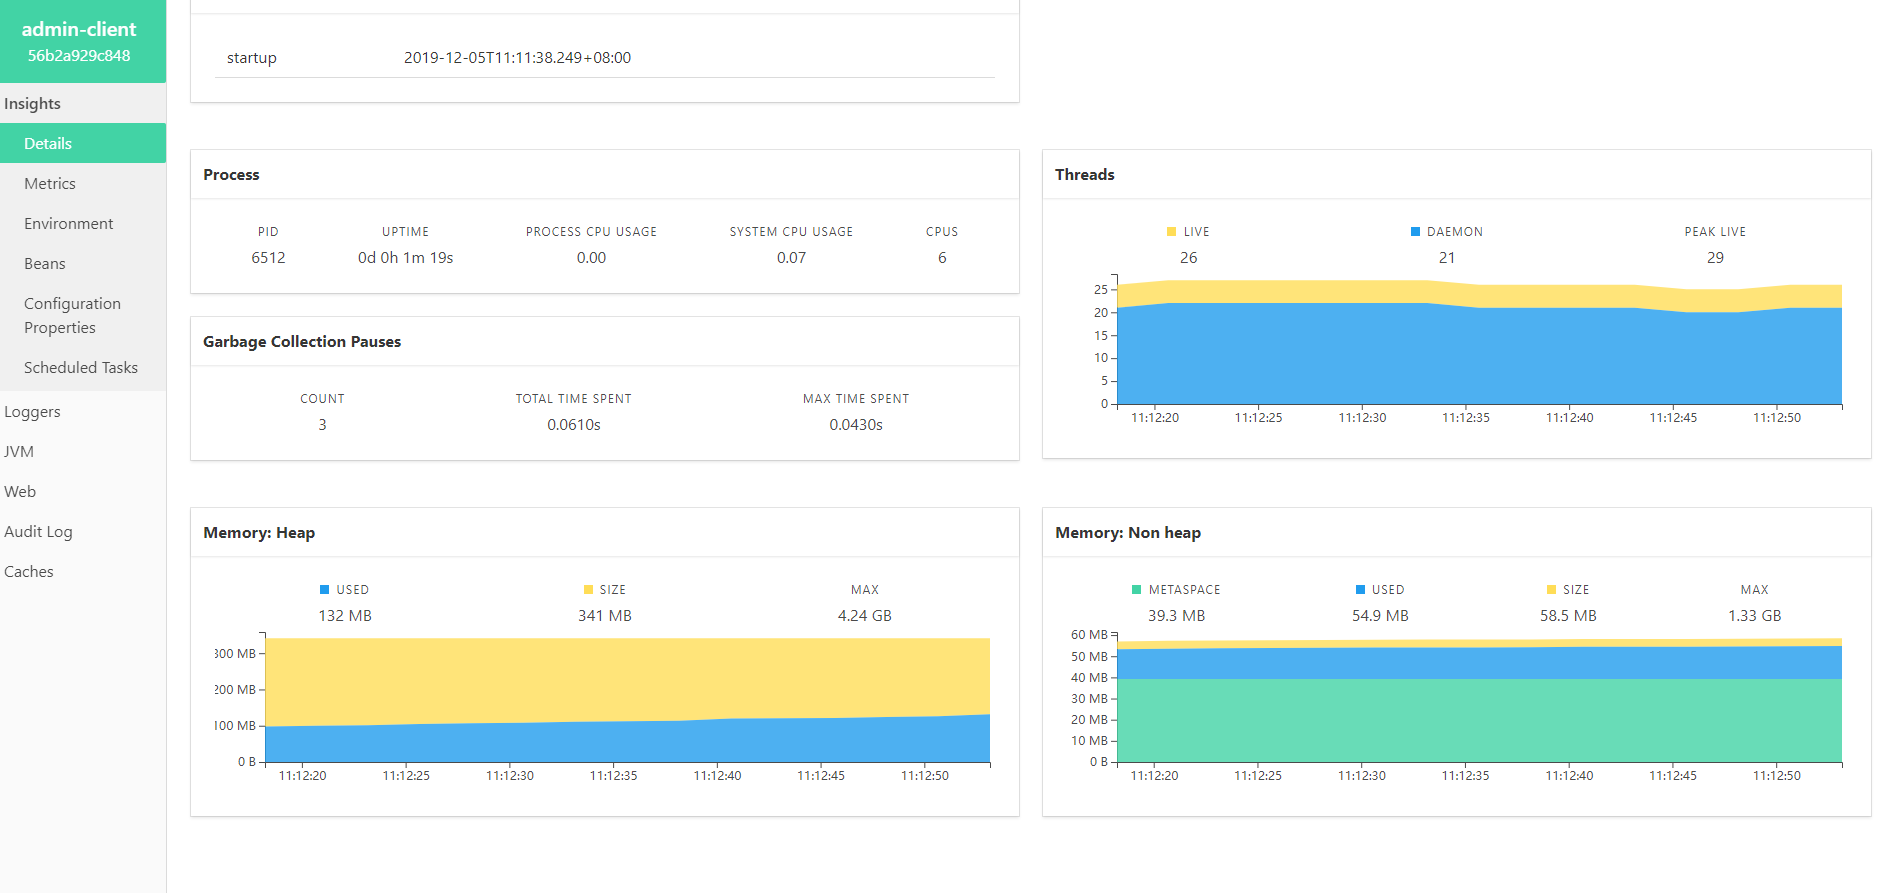 admin-client
56b2a929c848
Insights
Details
Metrics
Environment
Beans
Configuration
Properties
Scheduled Tasks
Loggers
JVM
Web
Audit Log
Caches
startup 2019-12-05T11:11:38.249+08:00
Process
PID UPTIME PROCESS CPU USAGE SYSTEM CPU USAGE CPUS
6512 0d 0h 1m 19s 0.00 0.07 6
Garbage Collection Pauses
COUNT TOTAL TIME SPENT MAX TIME SPENT
3 0.0610s 0.0430s
Threads
LIVE DAEMON PEAK LIVE
26 21 29
25
20
15
10
5
0
11:12:20 11:12:25 11:12:30 11:12:35 11:12:40 11:12:45 11:12:50
Memory: Heap
USED SIZE MAX
132 MB 341 MB 4.24 GB
300 MB
200 MB
100 MB
0 B
11:12:20 11:12:25 11:12:30 11:12:35 11:12:40 11:12:45 11:12:50
Memory: Non heap
METASPACE USED SIZE MAX
39.3 MB 54.9 MB 58.5 MB 1.33 GB
60 MB
50 MB
40 MB
30 MB
20 MB
10 MB
0 B
11:12:20 11:12:25 11:12:30 11:12:35 11:12:40 11:12:45 11:12:50